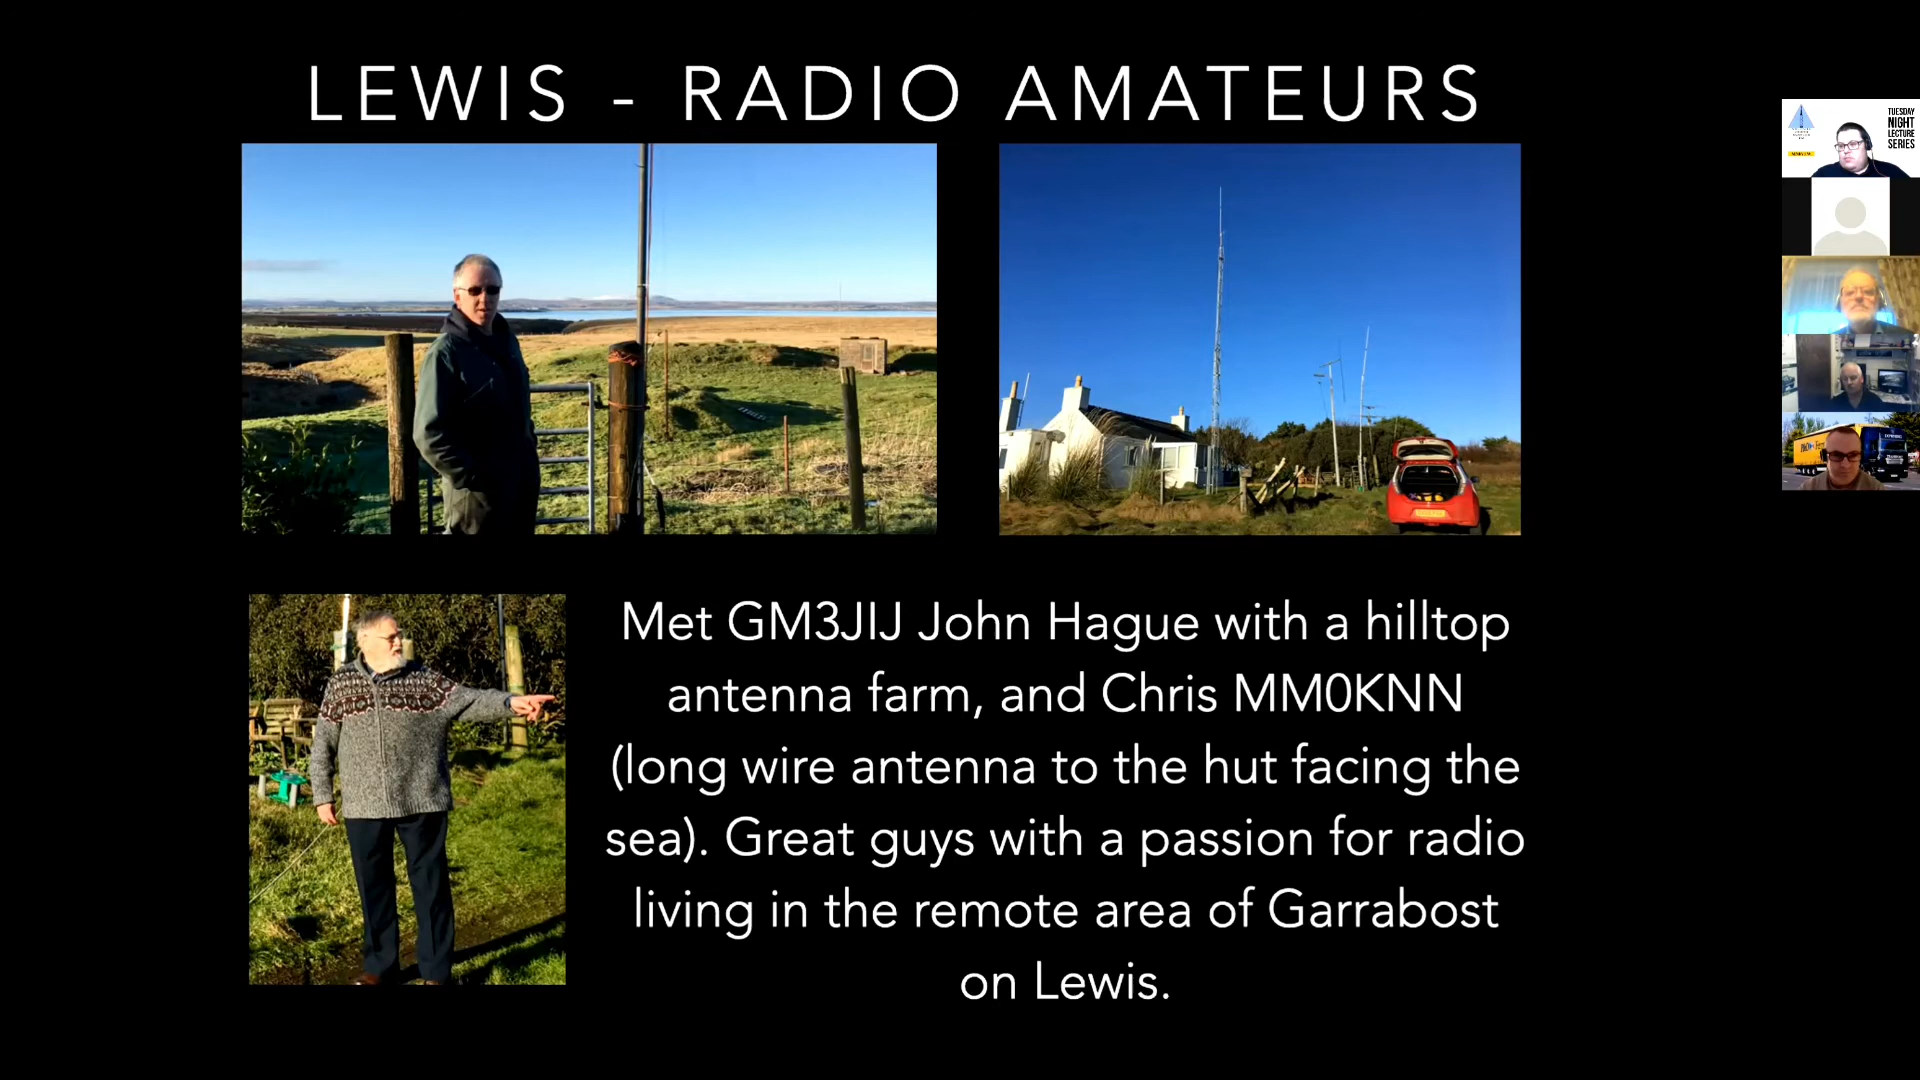 LEWIS - RADIO AMATEURS
Met GM3JIJ John Hague with a hilltop
antenna farm, and Chris MM0KNN
(long wire antenna to the hut facing the
sea). Great guys with a passion for radio
living in the remote area of Garrabost
on Lewis.
TUESDAY
NIGHT
LECTURE
SERIES